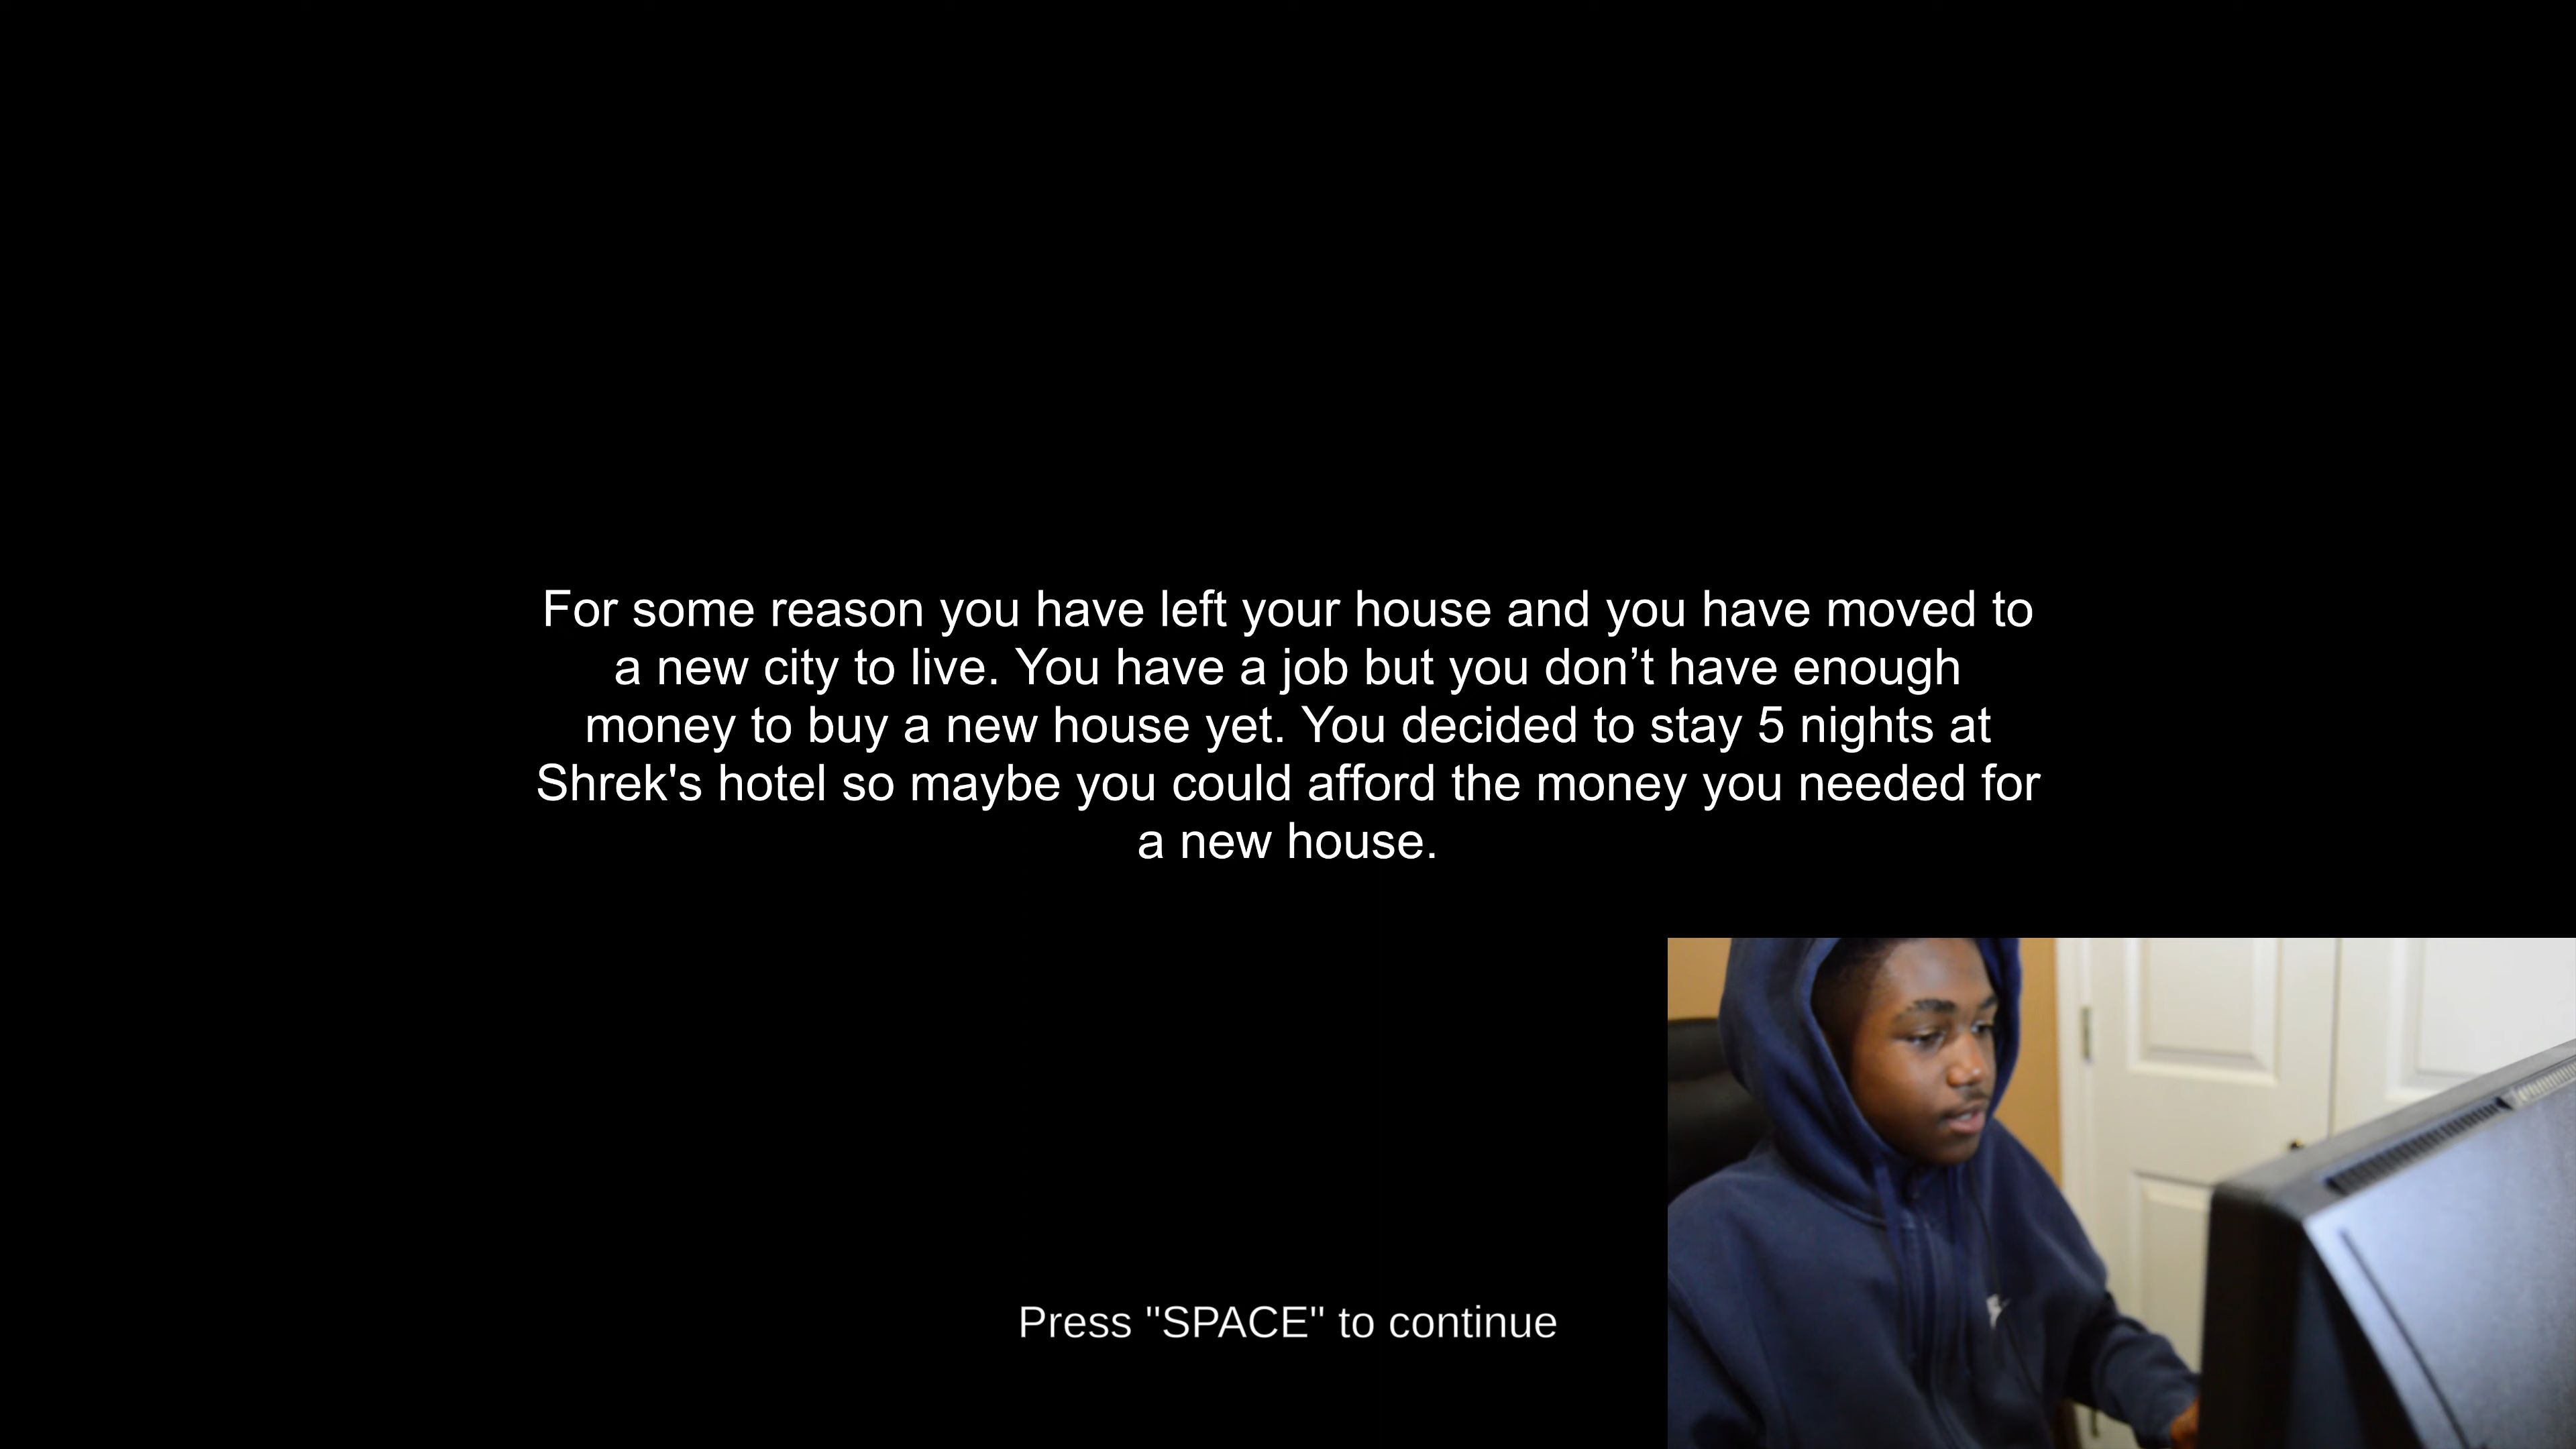 For some reason you have left your house and you have moved to
a new city to live. You have a job but you don’t have enough
money to buy a new house yet. You decided to stay 5 nights at
Shrek's hotel so maybe you could afford the money you needed for
a new house.
Press "SPACE" to continue